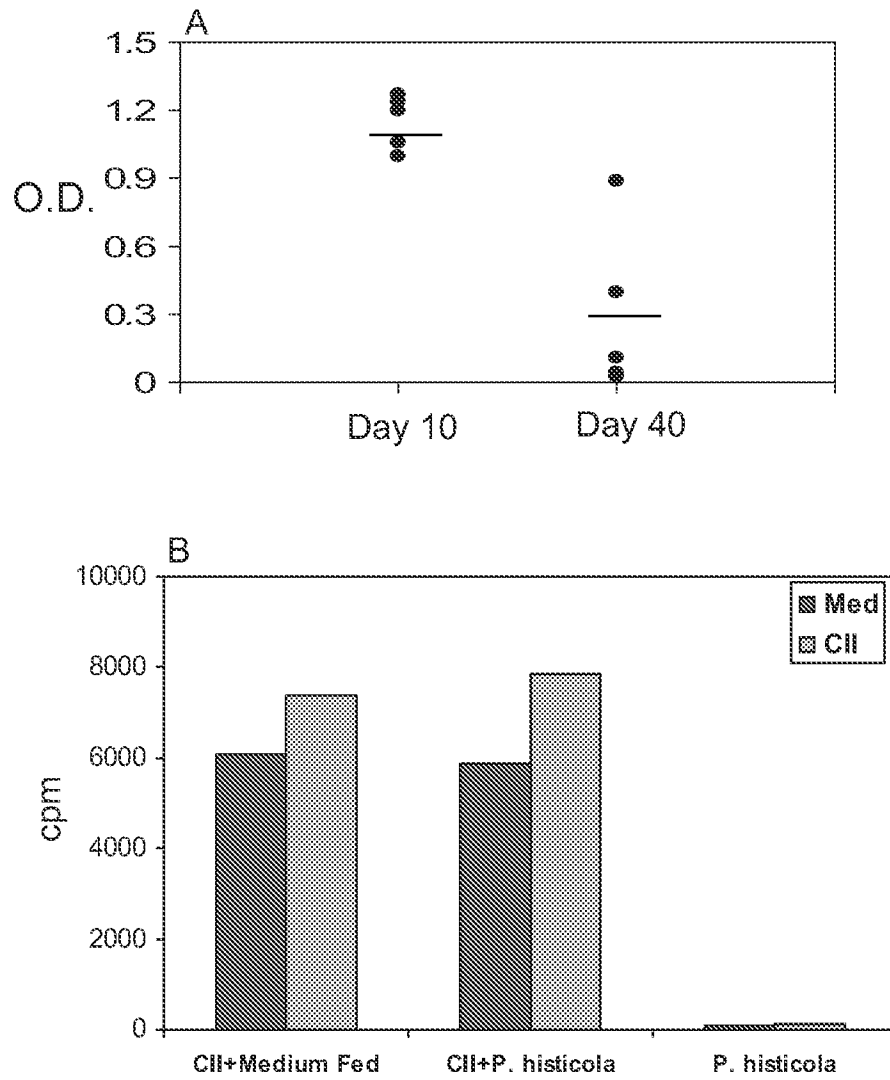 A
1.5
1.2
0.9
O.D.
0.6
0.3
0
Day 10 Day 40
B
10000
Med
CII
8000
6000
cpm
4000
2000
0
CII+Medium Fed CII+P. histicola P. histicola